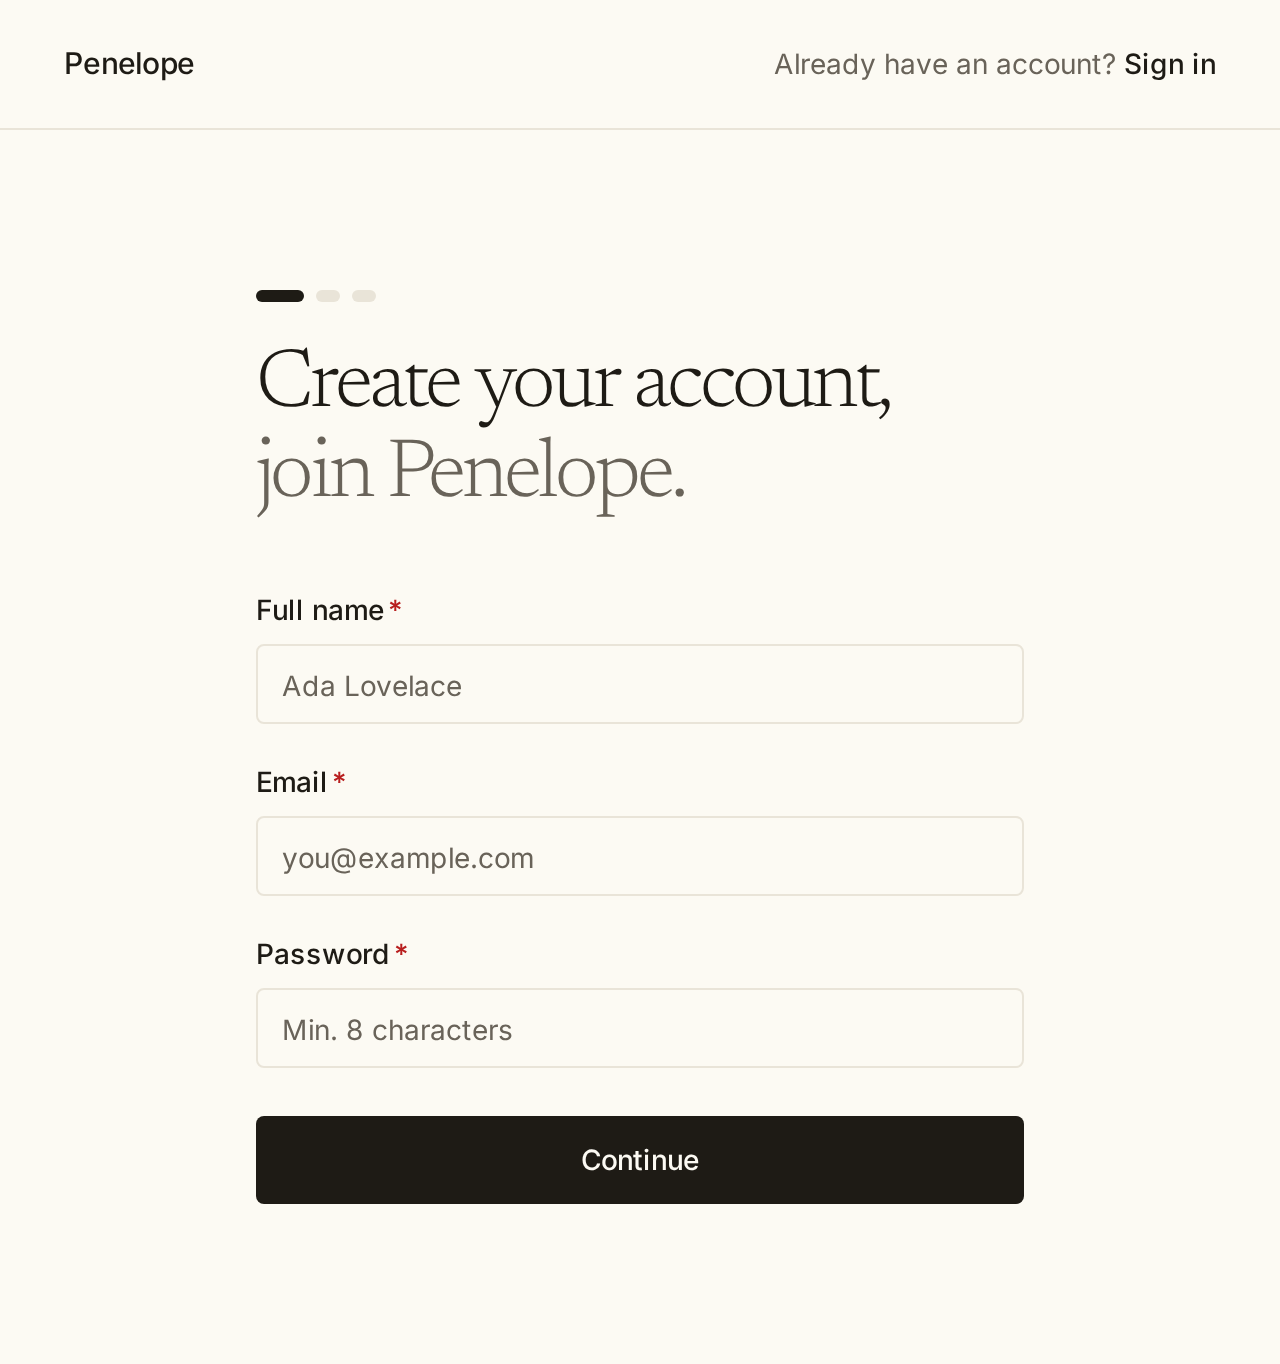 Penelope
Already have an account? Sign in
Create your account,
join Penelope.
Full name*
Ada Lovelace
Email*
you@example.com
Password*
Min. 8 characters
Continue